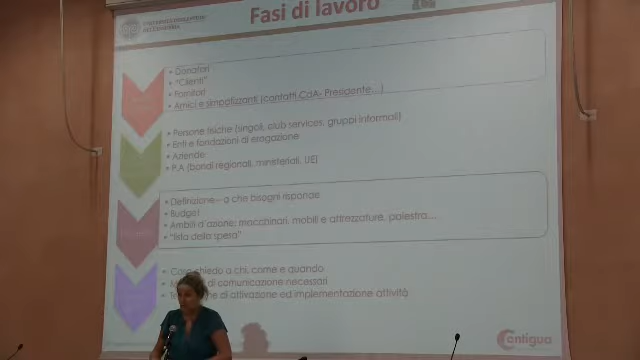 Fasi di lavoro
• Donatori
• "Clienti"
• Fornitori
• Amici e simpatizzanti (contatti CdA- Presidente...)
• Persone fisiche (singoli, club services, gruppi informali)
• Enti e fondazioni di erogazione
• Aziende
• P.A (bandi regionali, ministeriali, UE)
• Definizione – a che bisogni risponde
• Budget
• Ambiti d'azione: macchinari, mobili e attrezzature, palestra...
• "lista della spera"
• Cosa chiedo a chi, come e quando
di comunicazione necessari
di attivazione ed implementazione attività
Contigua